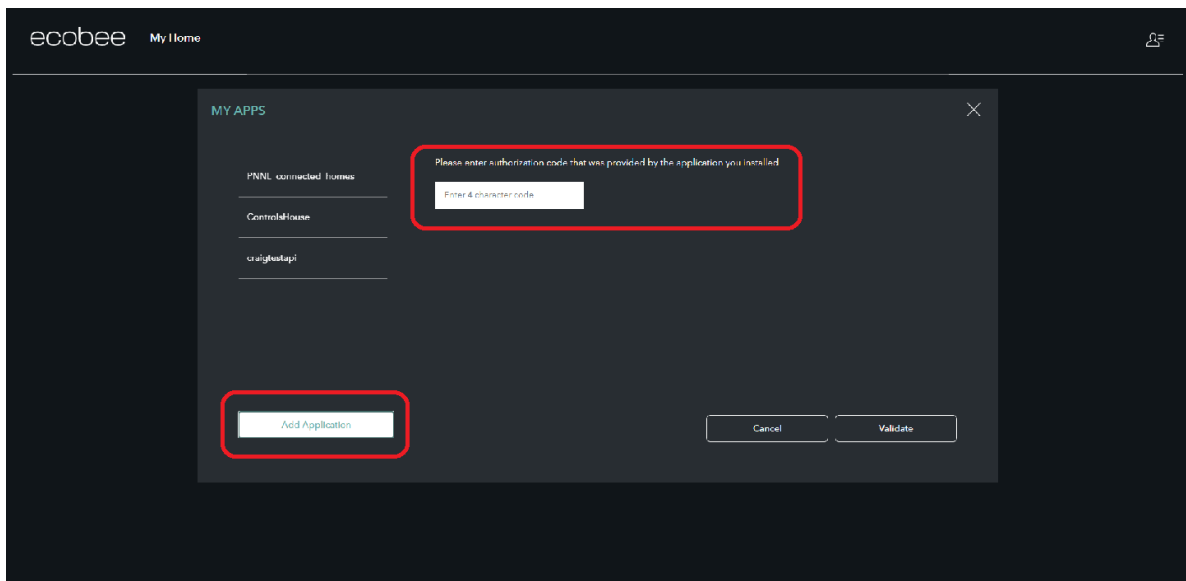 ecobee
My Home
MY APPS
PNNL connected homes
ControlsHouse
craigtestapi
Please enter authorization code that was provided by the application you installed
Enter 4 character code
Add Application
Cancel
Validate